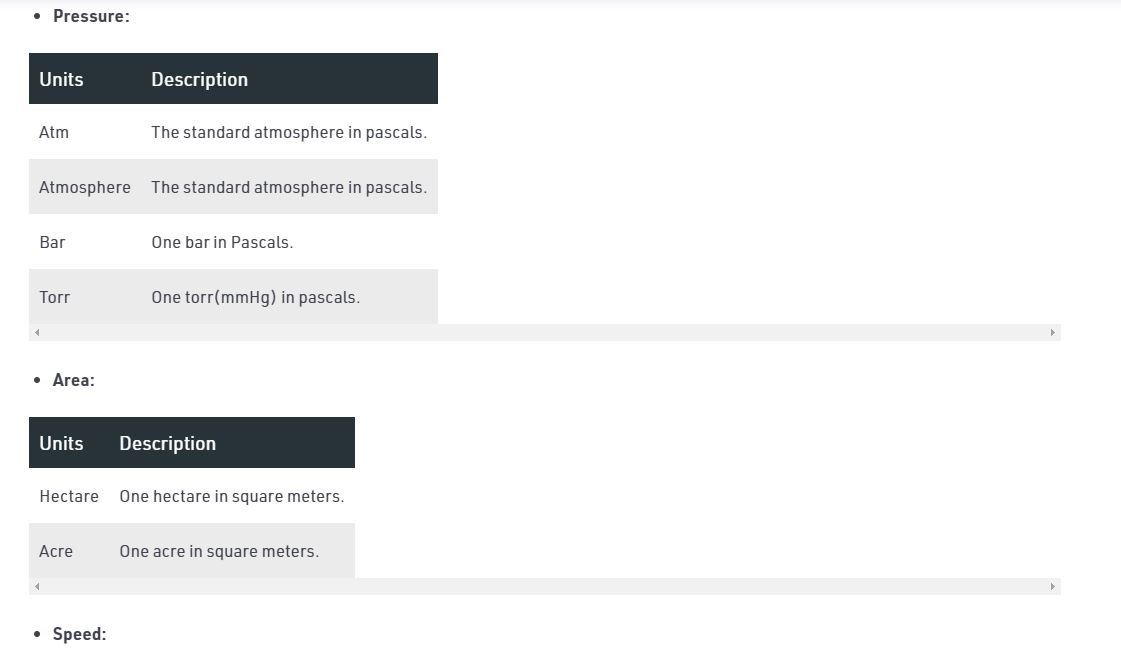 • Pressure:
Units Description
Atm The standard atmosphere in pascals.
Atmosphere The standard atmosphere in pascals.
Bar One bar in Pascals.
Torr One torr(mmHg) in pascals.
• Area:
Units Description
Hectare One hectare in square meters.
Acre One acre in square meters.
• Speed: